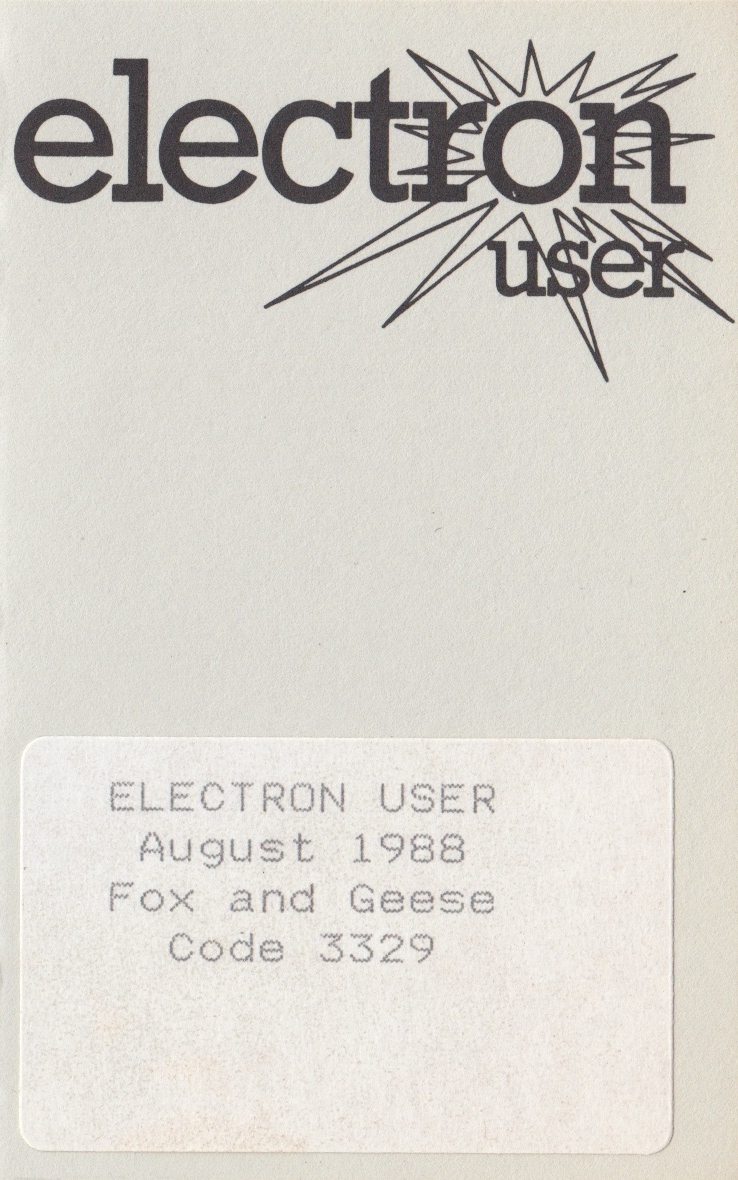 electron
user
ELECTRON USER
August 1988
Fox and Geese
Code 3329